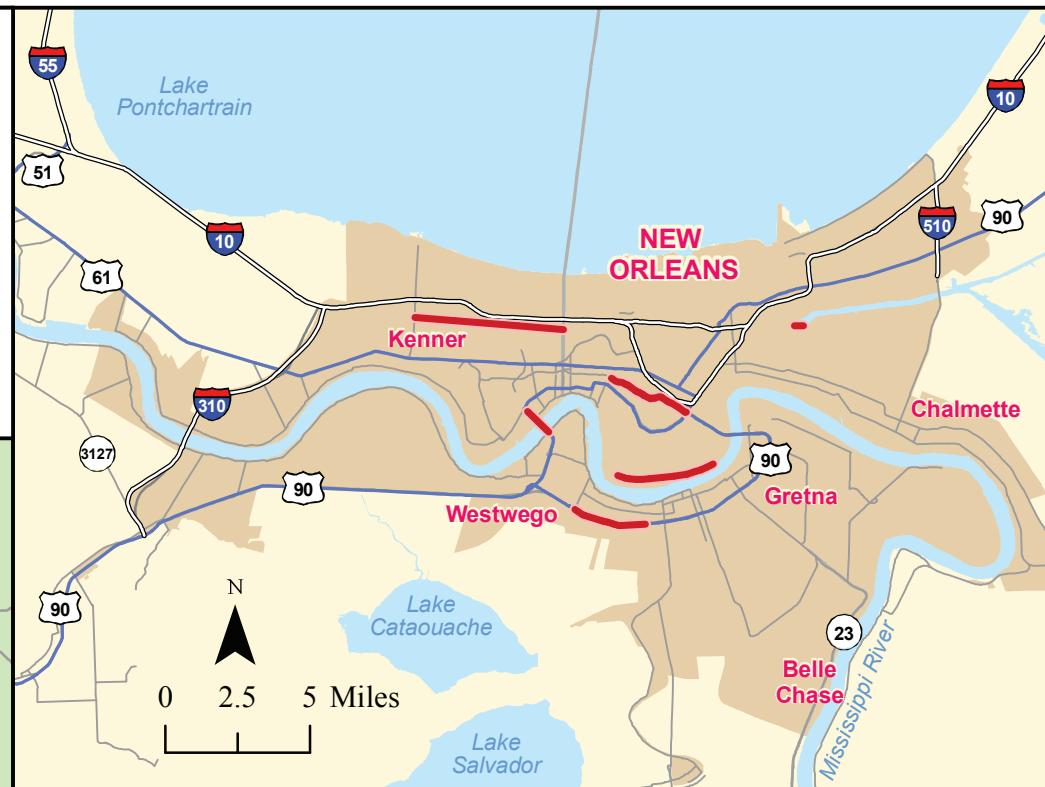 55
Lake
Pontchartrain
10
51
NEW
ORLEANS
510
90
10
61
Kenner
310
Chalmette
3127
90
90
Gretna
Westwego
N
Lake
Cataouache
90
23
0 2.5 5 Miles
Belle
Chase
Mississippi River
Lake
Salvador